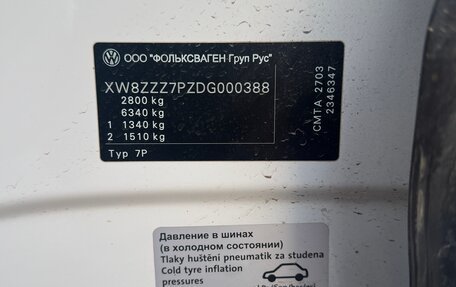 ООО "ФОЛЬКСВАГЕН Груп Рус"
XW8ZZZ7PZDG000388
2800 kg
6340 kg
1 1340 kg
2 1510 kg
Typ 7P
CMTA 2703
2346347
Давление в шинах
(в холодном состоянии)
Tlaky huštění pneumatik za studena
Cold tyre inflation
pressures